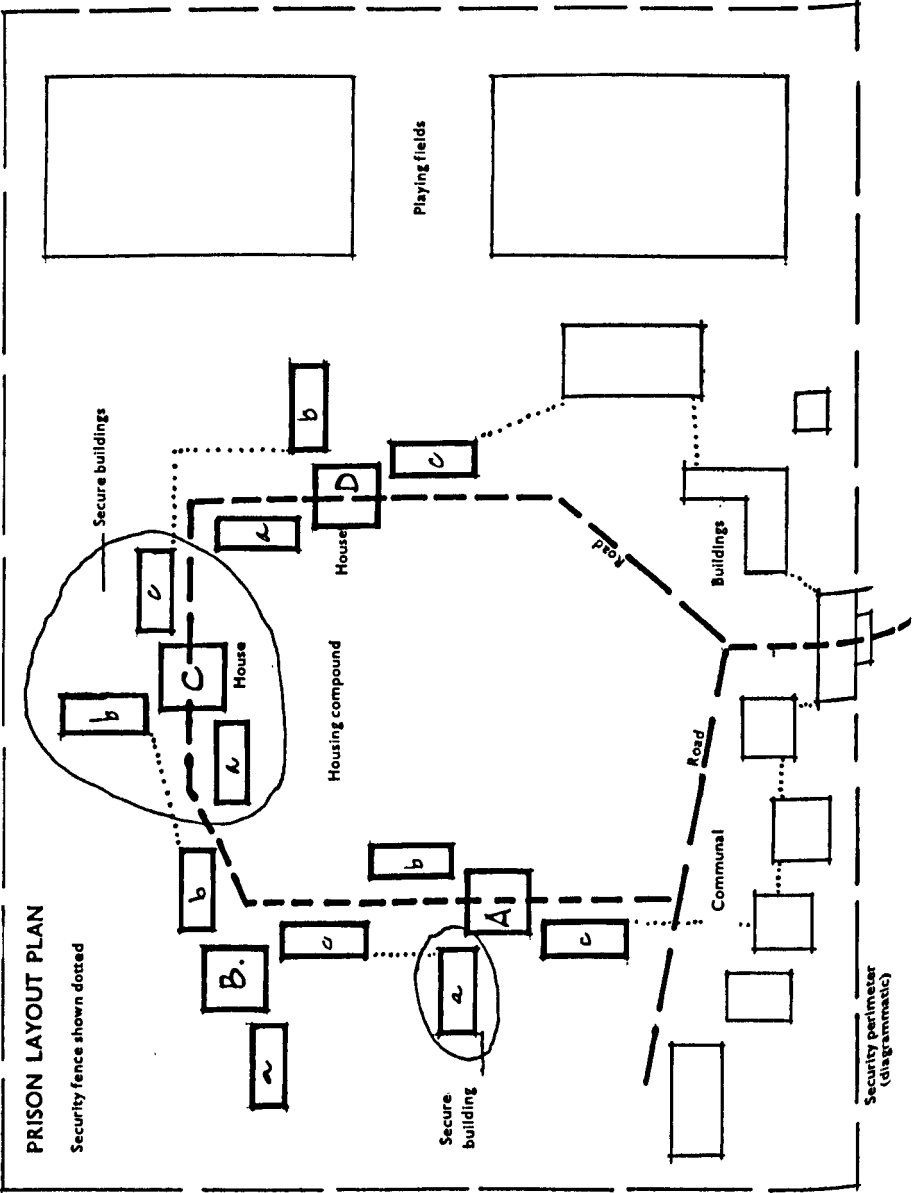 PRISON LAYOUT PLAN
Security fence shown dotted
Secure buildings
b
c
b
C
B.
a
House
a
a
b
c
Housing compound
House
D
b
Playing fields
c
Secure
building
a
A
c
Road
Road
Communal
Buildings
Security perimeter
(diagrammatic)